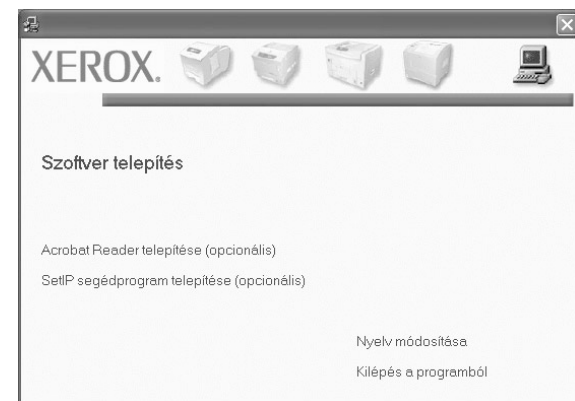 XEROX.
Szoftver telepítés
Acrobat Reader telepítése (opcionális)
SetIP segédprogram telepítése (opcionális)
Nyelv módosítása
Kilépés a programból